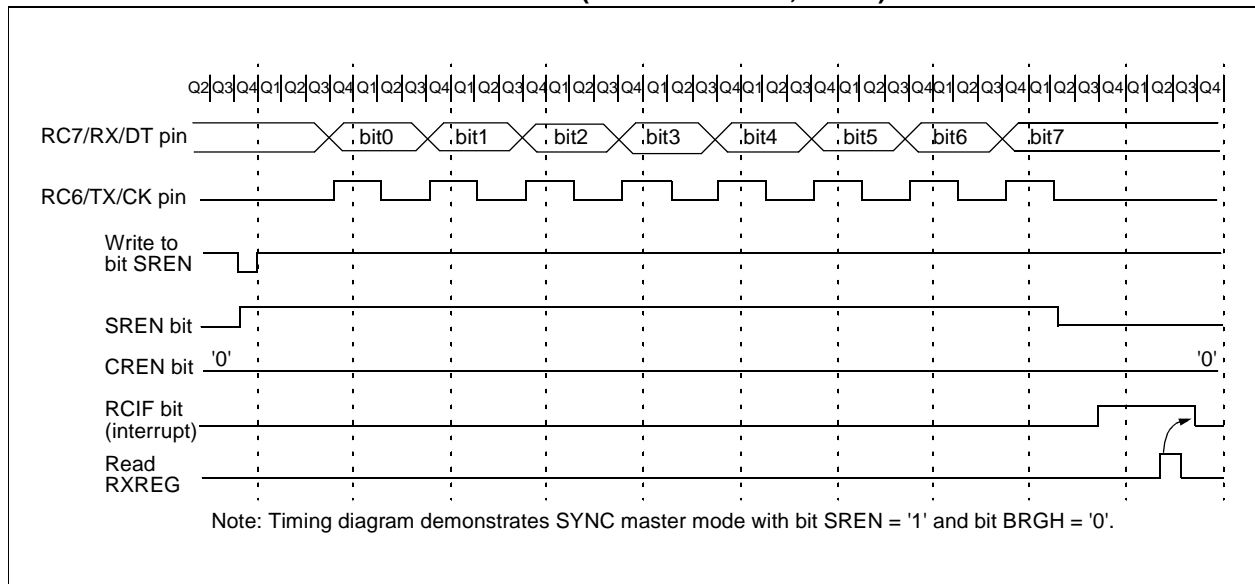 Q2 Q3 Q4 Q1 Q2 Q3 Q4 Q1 Q2 Q3 Q4 Q1 Q2 Q3 Q4 Q1 Q2 Q3 Q4 Q1 Q2 Q3 Q4 Q1 Q2 Q3 Q4 Q1 Q2 Q3 Q4 Q1 Q2 Q3 Q4 Q1 Q2 Q3 Q4 Q1 Q2 Q3 Q4
RC7/RX/DT pin bit0 bit1 bit2 bit3 bit4 bit5 bit6 bit7
RC6/TX/CK pin
Write to
bit SREN
SREN bit
CREN bit '0' '0'
RCIF bit
(interrupt)
Read
RXREG
Note: Timing diagram demonstrates SYNC master mode with bit SREN = '1' and bit BRGH = '0'.